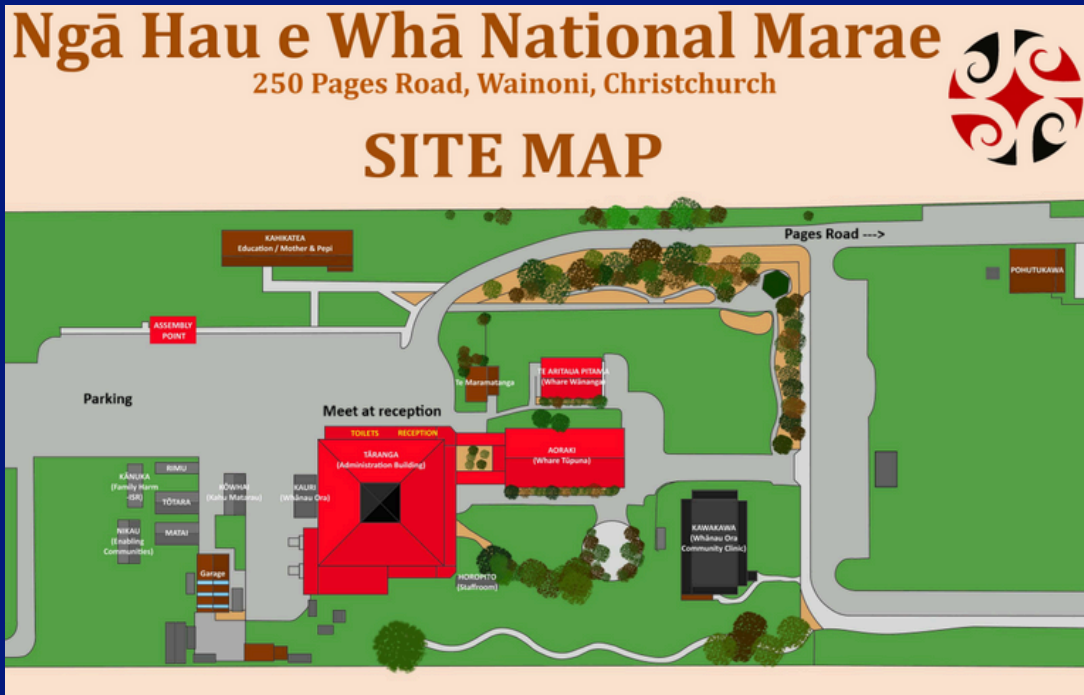 Ngā Hau e Whā National Marae
250 Pages Road, Wainoni, Christchurch
SITE MAP
Pages Road --->
KAHIKATEA
Education / Mother & Pepi
POHUTUKAWA
ASSEMBLY
POINT
Te Maramatanga
TE ARITAUA PITAMA
(Whare Wānanga)
Parking
Meet at reception
TOILETS
RECEPTION
TĀRANGA
(Administration Building)
AORAKI
(Whare Tūpuna)
RIMU
KĀNUKA
(Family Harm
-ISR)
TŌTARA
KŌWHAI
(Kahu Matarau)
KAURI
(Whānau Ora)
NIKAU
(Enabling
Communities)
MATAI
KAWAKAWA
(Whānau Ora
Community Clinic)
Garage
HOROPITO
(Staffroom)